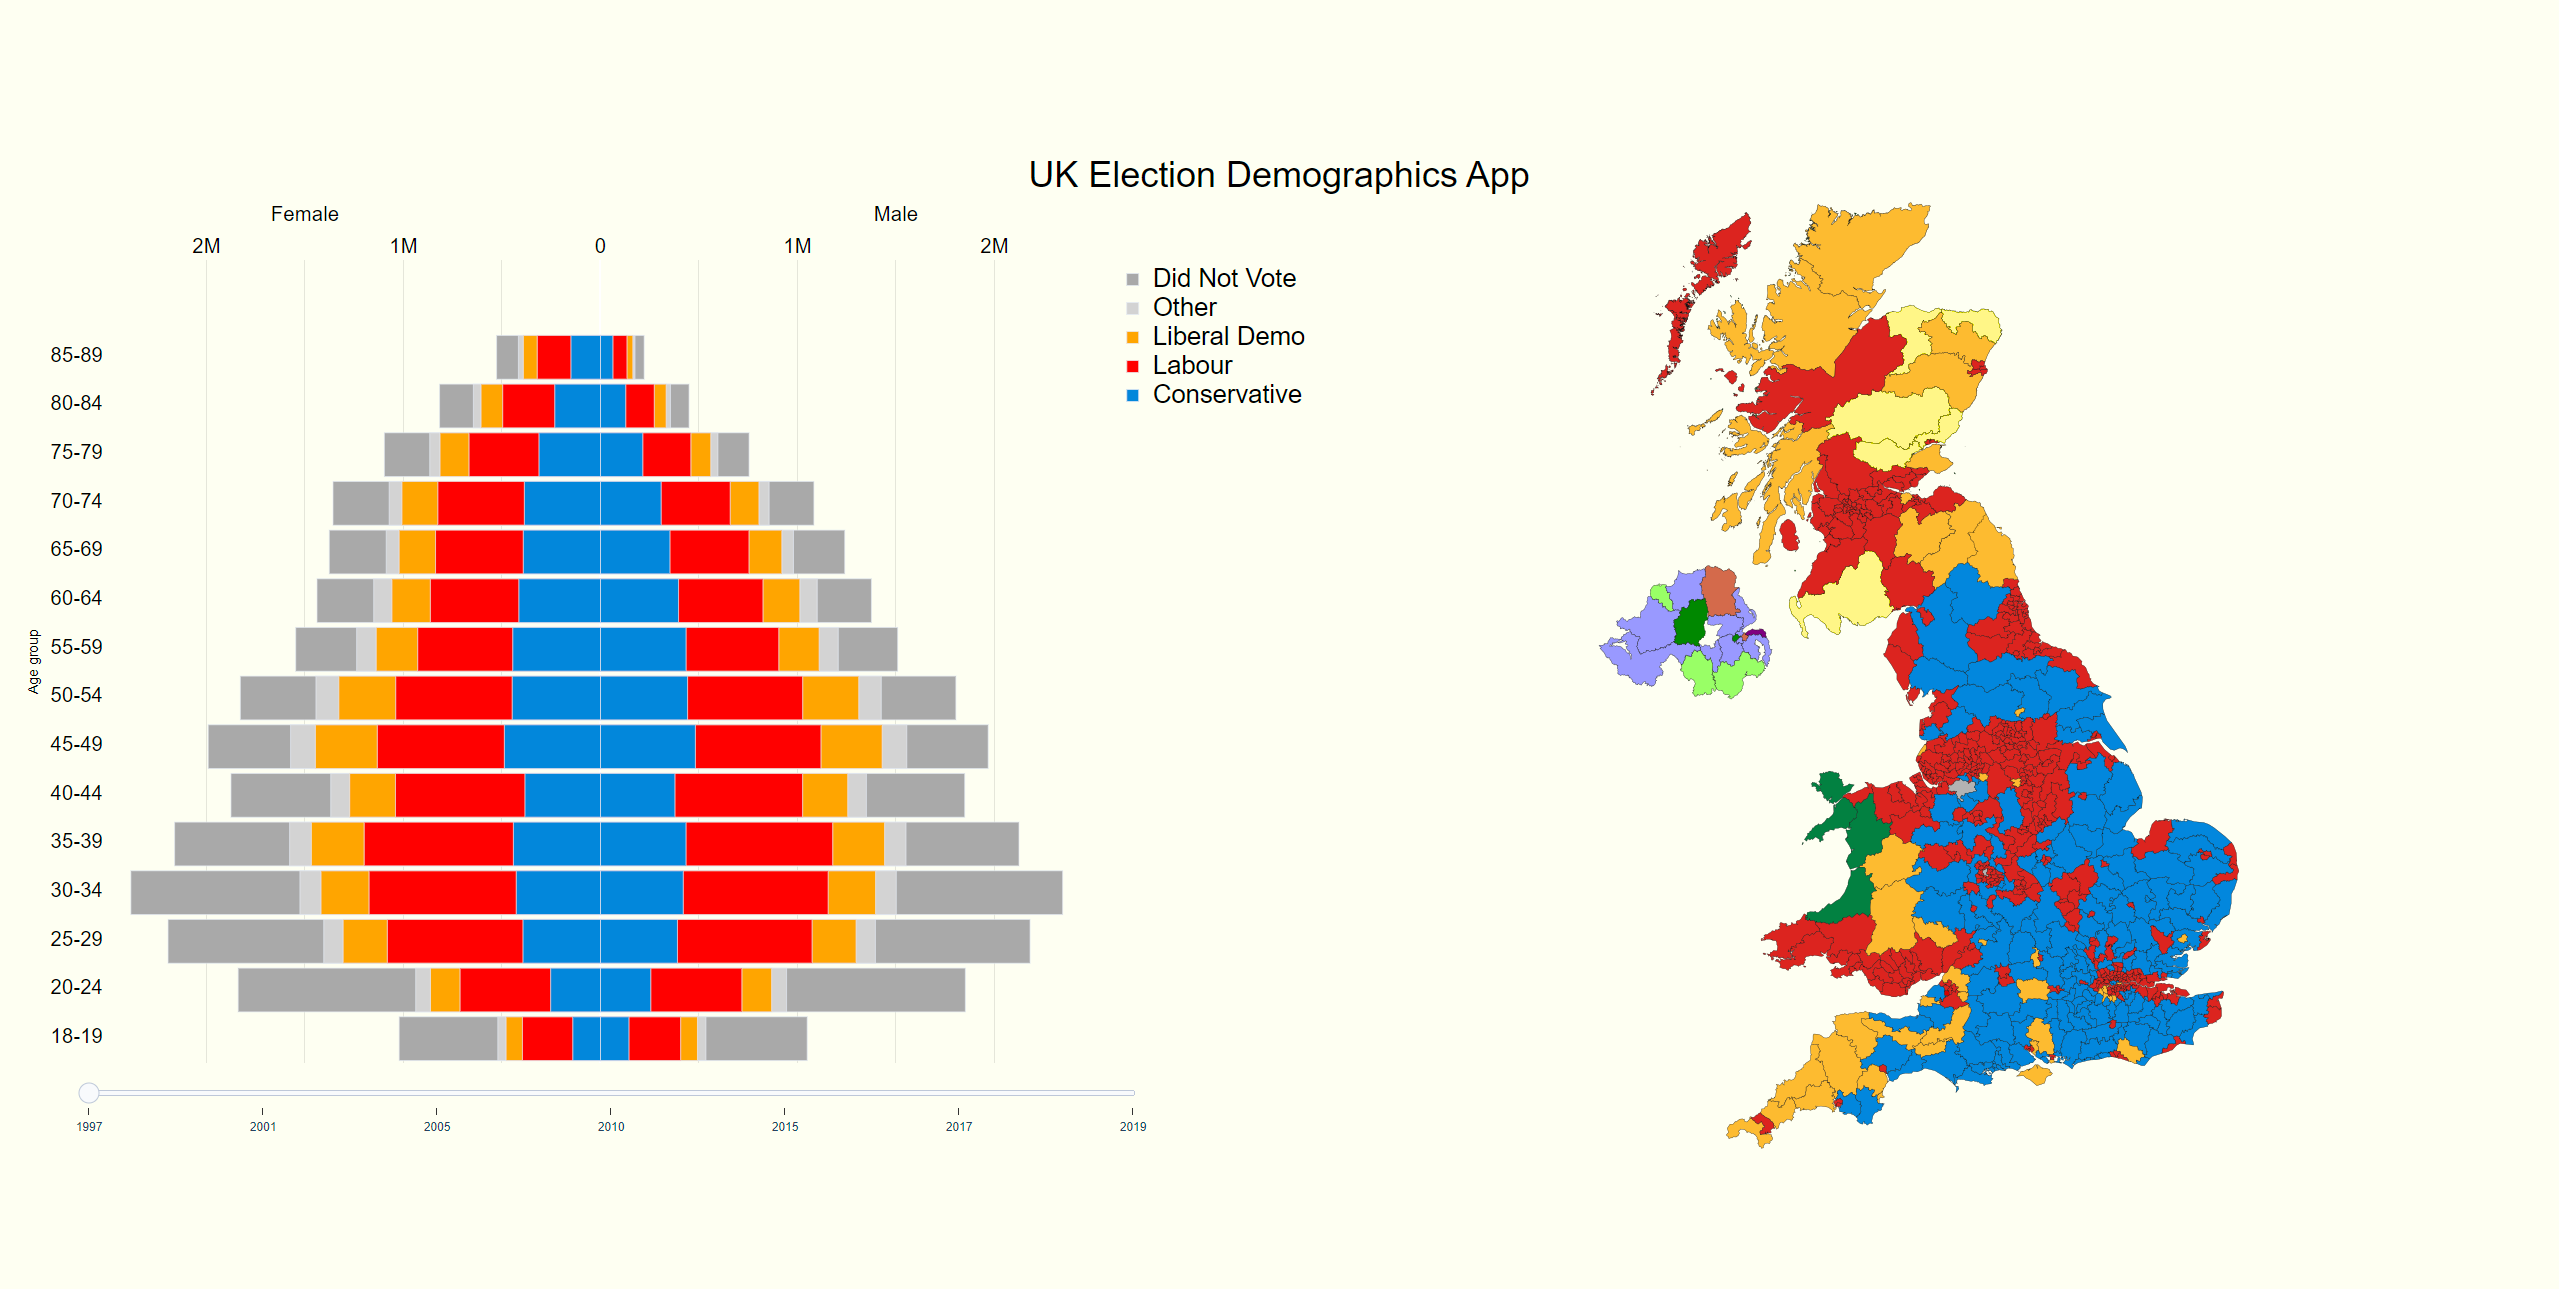 UK Election Demographics App
Female Male
2M 1M 0 1M 2M
Did Not Vote
Other
Liberal Demo
Labour
Conservative
85-89
80-84
75-79
70-74
65-69
60-64
55-59
50-54
45-49
40-44
35-39
30-34
25-29
20-24
18-19
Age group
1997 2001 2005 2010 2015 2017 2019